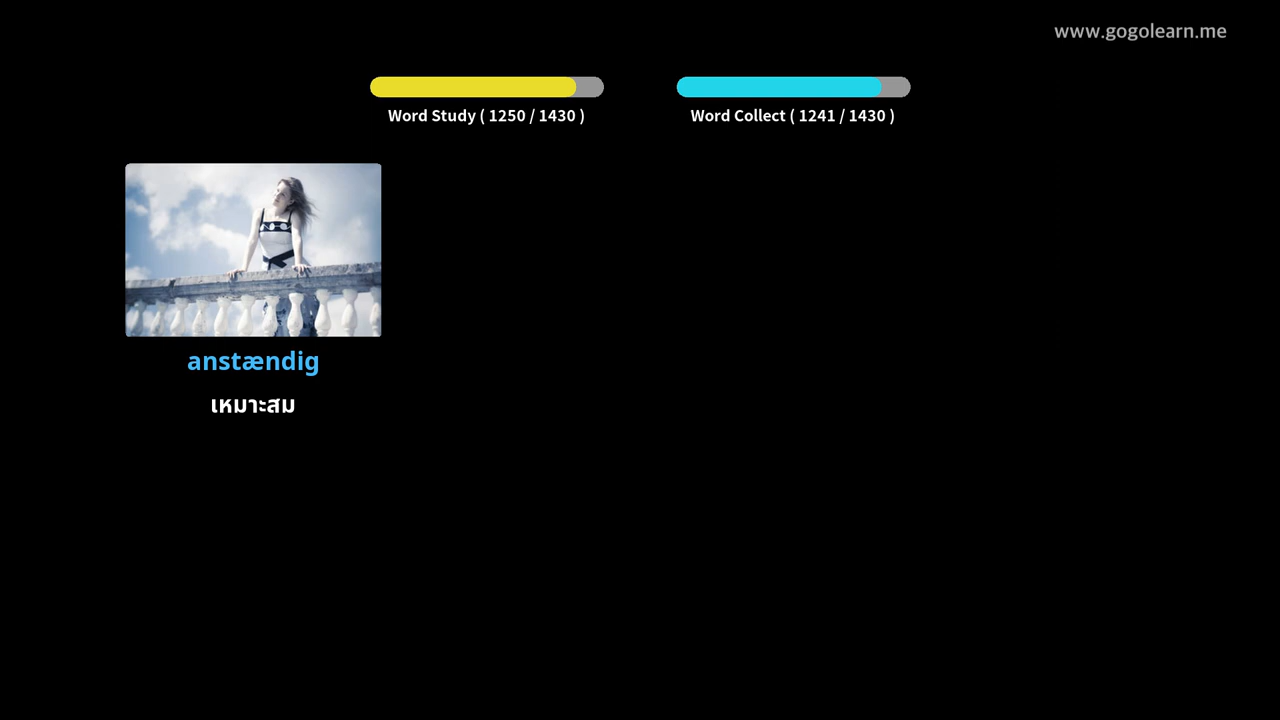 www.gogolearn.me
Word Study ( 1250 / 1430 )
Word Collect ( 1241 / 1430 )
anstændig
เหมาะสม